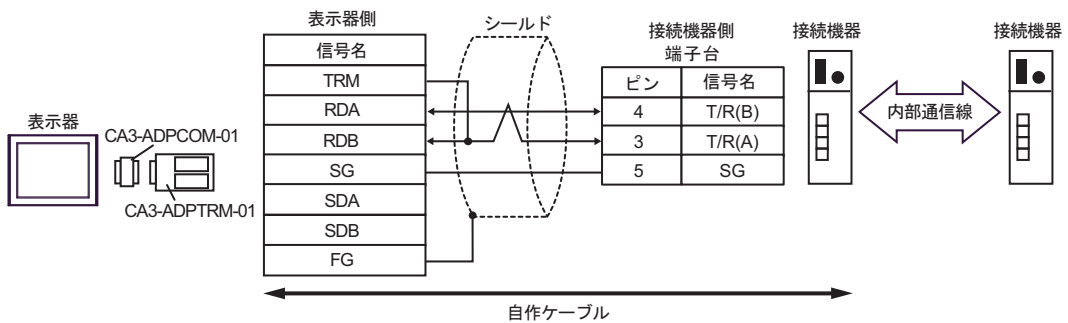 表示器
CA3-ADPCOM-01
CA3-ADPTRM-01
表示器側
信号名
TRM
RDA
RDB
SG
SDA
SDB
FG
シールド
接続機器側
端子台
ピン 信号名
4 T/R(B)
3 T/R(A)
5 SG
接続機器
内部通信線
接続機器
自作ケーブル